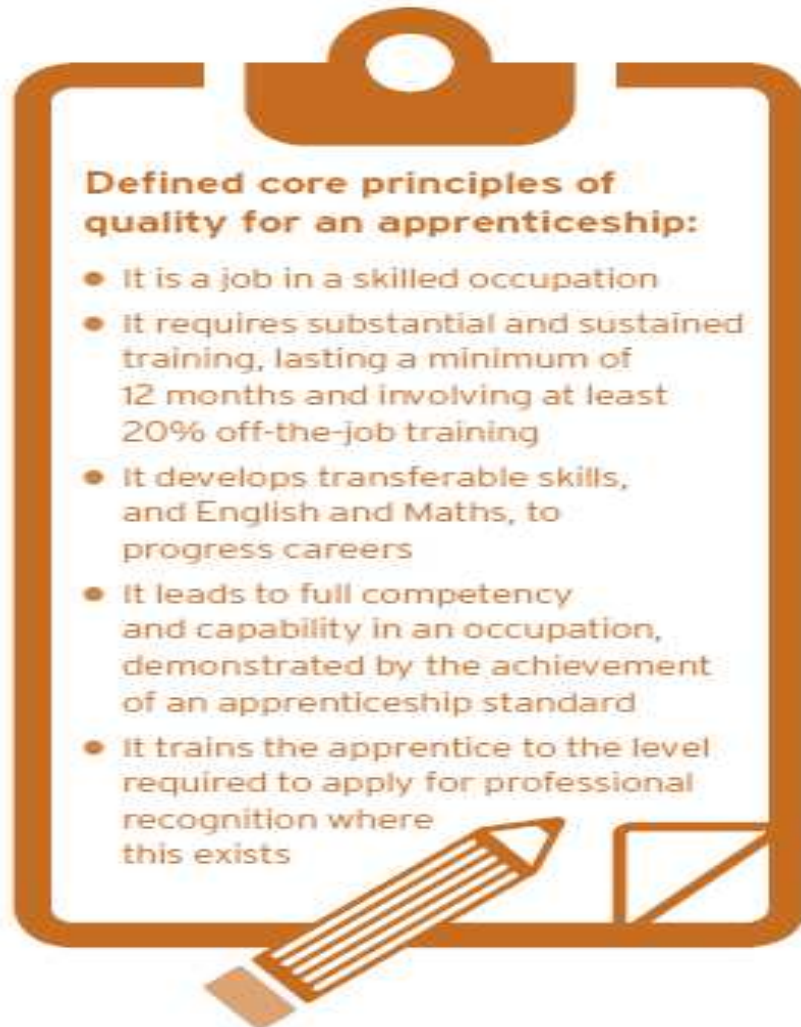 Defined core principles of
quality for an apprenticeship:
• It is a job in a skilled occupation
• It requires substantial and sustained
training, lasting a minimum of
12 months and involving at least
20% off-the-job training
• It develops transferable skills,
and English and Maths, to
progress careers
• It leads to full competency
and capability in an occupation,
demonstrated by the achievement
of an apprenticeship standard
• It trains the apprentice to the level
required to apply for professional
recognition where
this exists